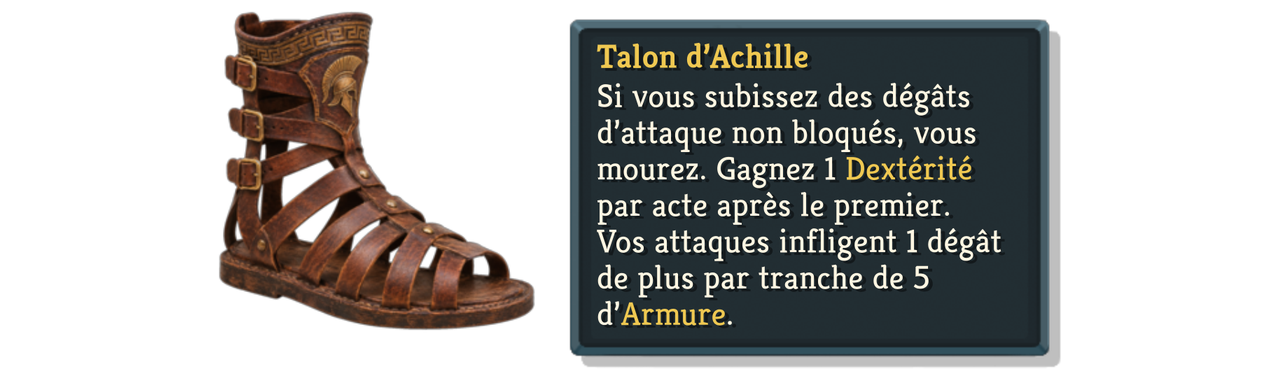 Talon d’Achille
Si vous subissez des dégâts
d’attaque non bloqués, vous
mourez. Gagnez 1 Dextérité
par acte après le premier.
Vos attaques infligent 1 dégât
de plus par tranche de 5
d’Armure.